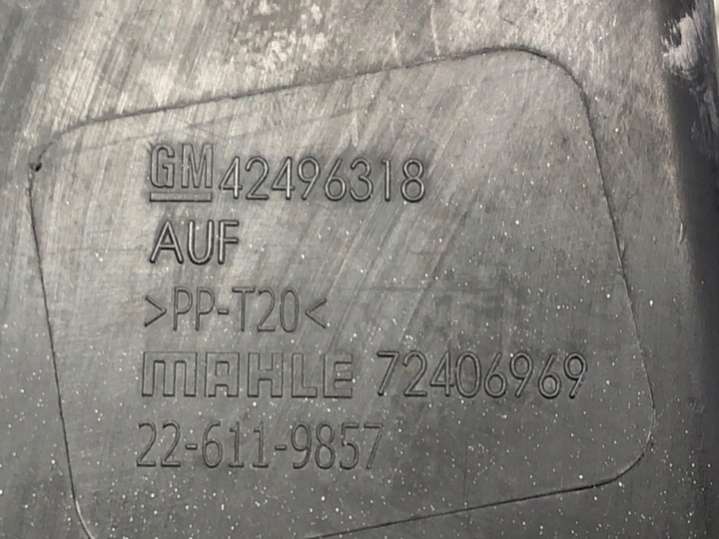 GM 42496318
AUF
>PP-T20<
MAHLE 72406969
22-611-9857